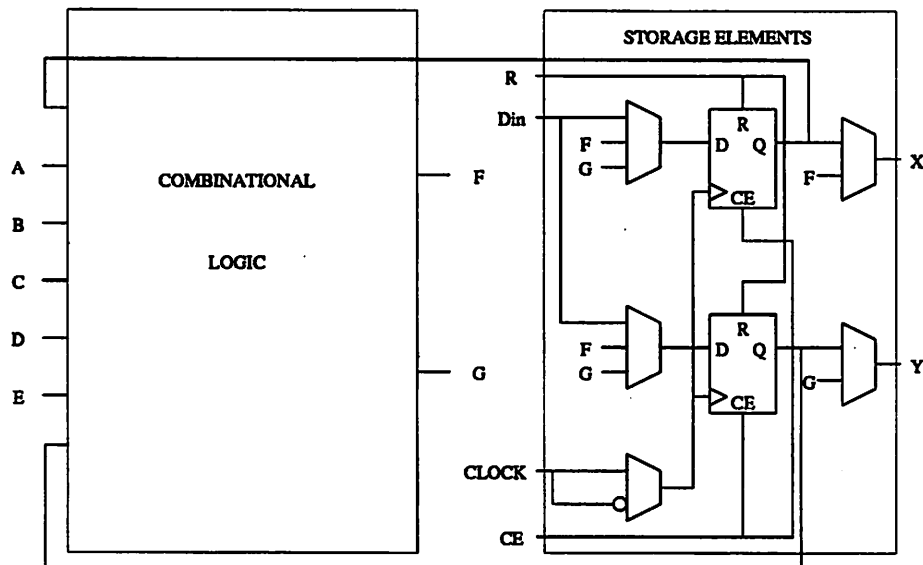 STORAGE ELEMENTS
R
Din
R
F
D Q
G
CE
F
X
A
COMBINATIONAL
F
B
LOGIC
C
D
E
G
R
F
D Q
G
CE
G
Y
CLOCK
CE